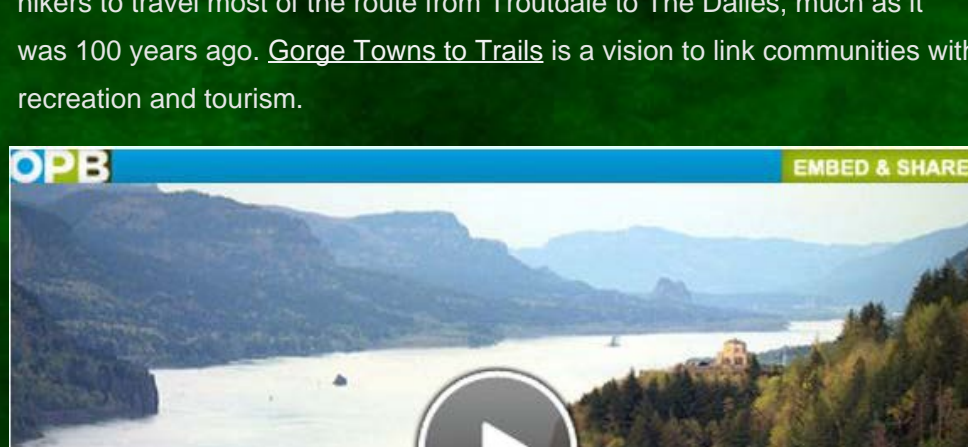 hikers to travel most of the route from Troutdale to The Dalles, much as it
was 100 years ago. Gorge Towns to Trails is a vision to link communities with
recreation and tourism.
OPB
EMBED & SHARE